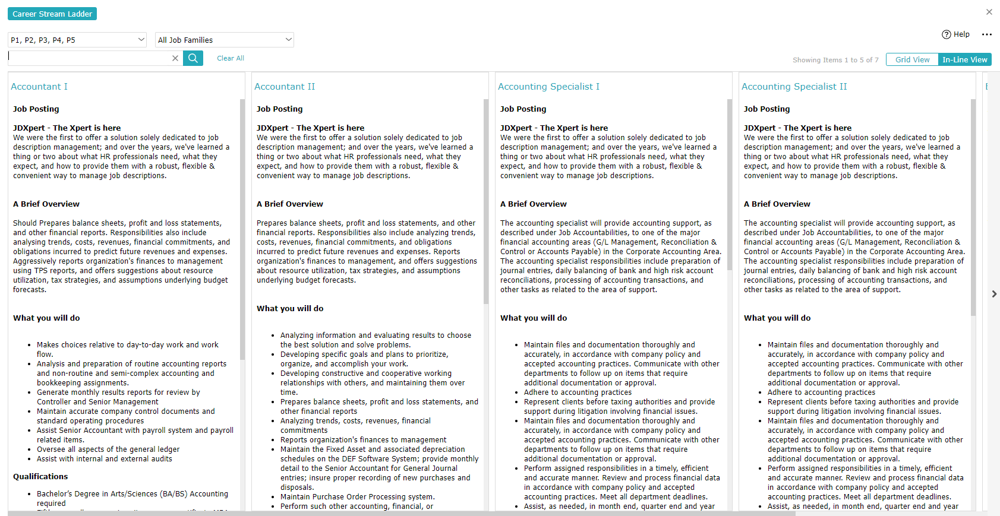 Career Stream Ladder
P1, P2, P3, P4, P5
All Job Families
Help
Clear All
Showing Items 1 to 5 of 7
Grid View
In-Line View
Accountant I
Job Posting
JDXpert - The Xpert is here
We were the first to offer a solution solely dedicated to job
description management; and over the years, we've learned a
thing or two about what HR professionals need, what they
expect, and how to provide them with a robust, flexible &
convenient way to manage job descriptions.
A Brief Overview
Should Prepares balance sheets, profit and loss statements,
and other financial reports. Responsibilities also include
analysing trends, costs, revenues, financial commitments, and
obligations incurred to predict future revenues and expenses.
Aggressively reports organization's finances to management
using TPS reports, and offers suggestions about resource
utilization, tax strategies, and assumptions underlying budget
forecasts.
What you will do
• Makes choices relative to day-to-day work and work
flow.
• Analysis and preparation of routine accounting reports
and non-routine and semi-complex accounting and
bookkeeping assignments.
• Generate monthly results reports for review by
Controller and Senior Management
• Maintain accurate company control documents and
standard operating procedures
• Assist Senior Accountant with payroll system and payroll
related items.
• Oversee all aspects of the general ledger
• Assist with internal and external audits
Qualifications
• Bachelor's Degree in Arts/Sciences (BA/BS) Accounting
required
Accountant II
Job Posting
JDXpert - The Xpert is here
We were the first to offer a solution solely dedicated to job
description management; and over the years, we've learned a
thing or two about what HR professionals need, what they
expect, and how to provide them with a robust, flexible &
convenient way to manage job descriptions.
A Brief Overview
Prepares balance sheets, profit and loss statements, and other
financial reports. Responsibilities also include analyzing trends,
costs, revenues, financial commitments, and obligations
incurred to predict future revenues and expenses. Reports
organization's finances to management, and offers suggestions
about resource utilization, tax strategies, and assumptions
underlying budget forecasts.
What you will do
• Analyzing information and evaluating results to choose
the best solution and solve problems.
• Developing specific goals and plans to prioritize,
organize, and accomplish your work.
• Developing constructive and cooperative working
relationships with others, and maintaining them over
time.
• Prepares balance sheets, profit and loss statements, and
other financial reports
• Analyzing trends, costs, revenues, financial
commitments
• Reports organization's finances to management
• Maintain the Fixed Asset and associated depreciation
schedules on the DEF Software System; provide monthly
detail to the Senior Accountant for General Journal
entries; insure proper recording of new purchases and
disposals.
• Maintain Purchase Order Processing system.
• Perform such other accounting, financial, or
Accounting Specialist I
Job Posting
JDXpert - The Xpert is here
We were the first to offer a solution solely dedicated to job
description management; and over the years, we've learned a
thing or two about what HR professionals need, what they
expect, and how to provide them with a robust, flexible &
convenient way to manage job descriptions.
A Brief Overview
The accounting specialist will provide accounting support, as
described under Job Accountabilities, to one of the major
financial accounting areas (G/L Management, Reconciliation &
Control or Accounts Payable) in the Corporate Accounting Area.
The accounting specialist responsibilities include preparation of
journal entries, daily balancing of bank and high risk account
reconciliations, processing of accounting transactions, and
other tasks as related to the area of support.
What you will do
• Maintain files and documentation thoroughly and
accurately, in accordance with company policy and
accepted accounting practices. Communicate with other
departments to follow up on items that require
additional documentation or approval.
• Adhere to accounting practices
• Represent clients before taxing authorities and provide
support during litigation involving financial issues.
• Maintain files and documentation thoroughly and
accurately, in accordance with company policy and
accepted accounting practices. Communicate with other
departments to follow up on items that require
additional documentation or approval.
• Perform assigned responsibilities in a timely, efficient
and accurate manner. Review and process financial data
in accordance with company policy and accepted
accounting practices. Meet all department deadlines.
• Assist, as needed, in month end, quarter end and year
Accounting Specialist II
Job Posting
JDXpert - The Xpert is here
We were the first to offer a solution solely dedicated to job
description management; and over the years, we've learned a
thing or two about what HR professionals need, what they
expect, and how to provide them with a robust, flexible &
convenient way to manage job descriptions.
A Brief Overview
The accounting specialist will provide accounting support, as
described under Job Accountabilities, to one of the major
financial accounting areas (G/L Management, Reconciliation &
Control or Accounts Payable) in the Corporate Accounting Area.
The accounting specialist responsibilities include preparation of
journal entries, daily balancing of bank and high risk account
reconciliations, processing of accounting transactions, and
other tasks as related to the area of support.
What you will do
• Maintain files and documentation thoroughly and
accurately, in accordance with company policy and
accepted accounting practices. Communicate with other
departments to follow up on items that require
additional documentation or approval.
• Adhere to accounting practices
• Represent clients before taxing authorities and provide
support during litigation involving financial issues.
• Maintain files and documentation thoroughly and
accurately, in accordance with company policy and
accepted accounting practices. Communicate with other
departments to follow up on items that require
additional documentation or approval.
• Perform assigned responsibilities in a timely, efficient
and accurate manner. Review and process financial data
in accordance with company policy and accepted
accounting practices. Meet all department deadlines.
• Assist, as needed, in month end, quarter end and year